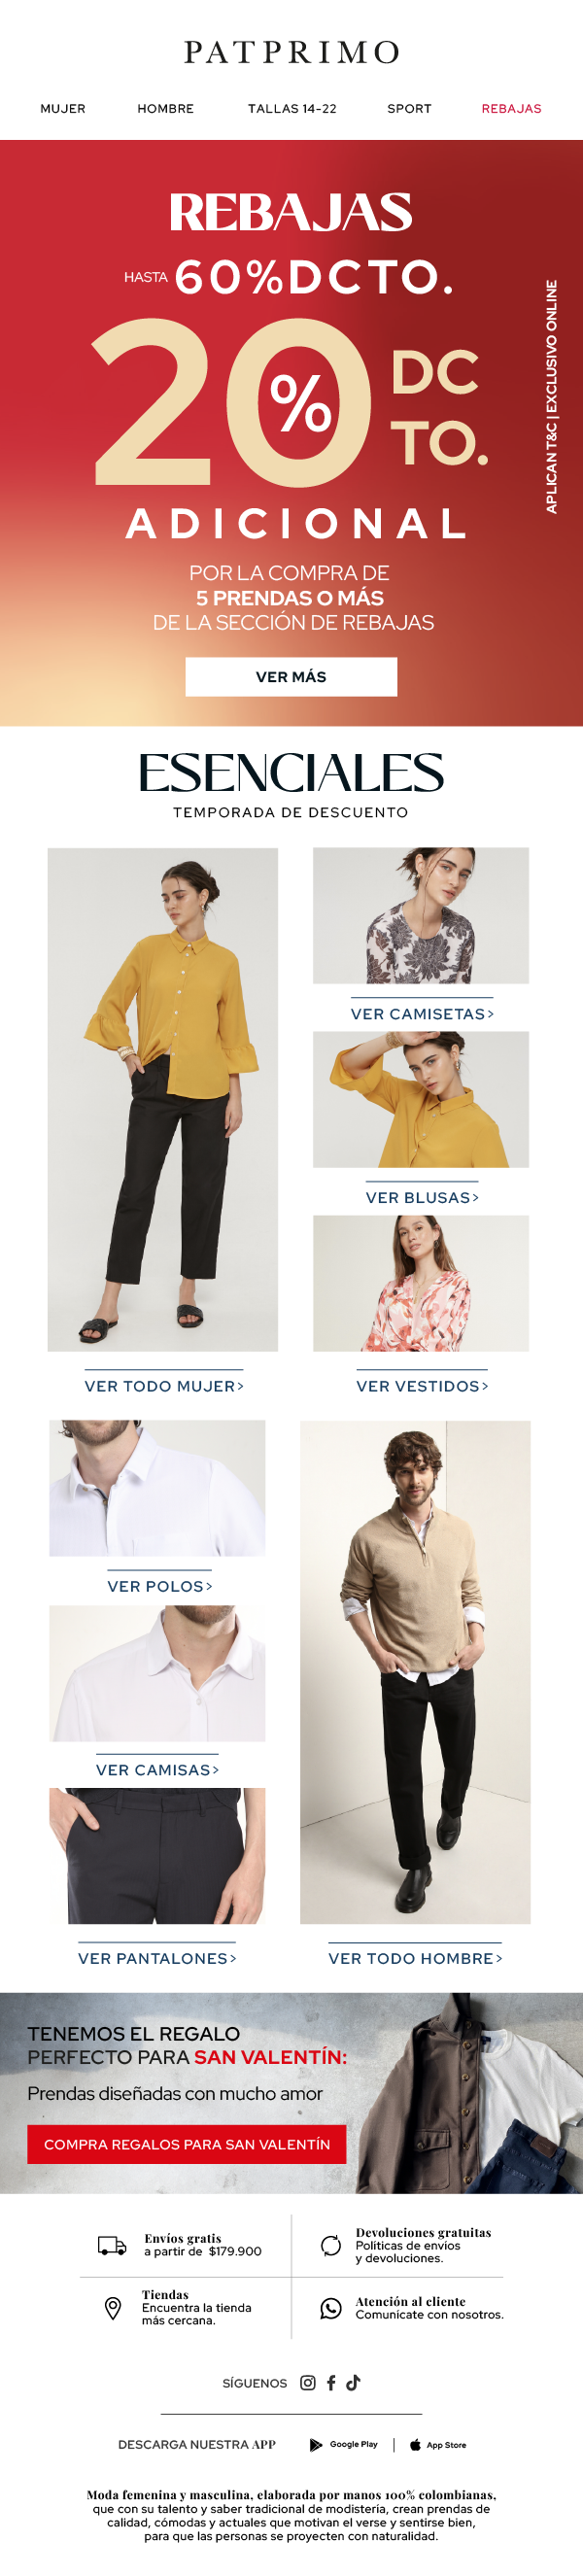 PATPRIMO
MUJER HOMBRE TALLAS 14-22 SPORT REBAJAS
REBAJAS
HASTA 60%DCTO.
20% DCTO.
ADICIONAL
POR LA COMPRA DE
5 PRENDAS O MÁS
DE LA SECCIÓN DE REBAJAS
APLICAN T&C | EXCLUSIVO ONLINE
VER MÁS
ESENCIALES
TEMPORADA DE DESCUENTO
VER CAMISETAS>
VER BLUSAS>
VER TODO MUJER>
VER VESTIDOS>
VER POLOS>
VER CAMISAS>
VER PANTALONES>
VER TODO HOMBRE>
TENEMOS EL REGALO
PERFECTO PARA SAN VALENTÍN:
Prendas diseñadas con mucho amor
COMPRA REGALOS PARA SAN VALENTÍN
Envíos gratis
a partir de $179.900
Devoluciones gratuitas
Políticas de envíos
y devoluciones.
Tiendas
Encuentra la tienda
más cercana.
Atención al cliente
Comunícate con nosotros.
SÍGUENOS
DESCARGA NUESTRA APP Google Play | App Store
Moda femenina y masculina, elaborada por manos 100% colombianas,
que con su talento y saber tradicional de modistería, crean prendas de
calidad, cómodas y actuales que motivan el verse y sentirse bien,
para que las personas se proyecten con naturalidad.